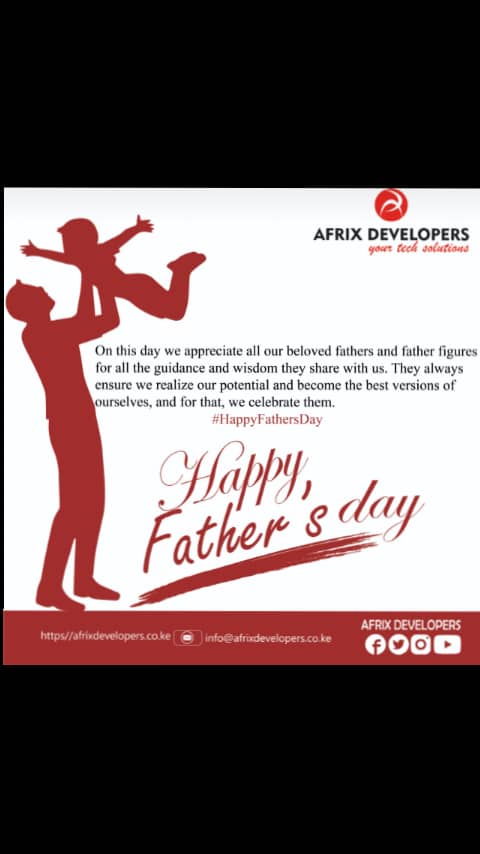 AFRIX DEVELOPERS
your tech solutions
On this day we appreciate all our beloved fathers and father figures
for all the guidance and wisdom they share with us. They always
ensure we realize our potential and become the best versions of
ourselves, and for that, we celebrate them.
#HappyFathersDay
Happy,
Father's day
https//afrixdevelopers.co.ke info@afrixdevelopers.co.ke
AFRIX DEVELOPERS